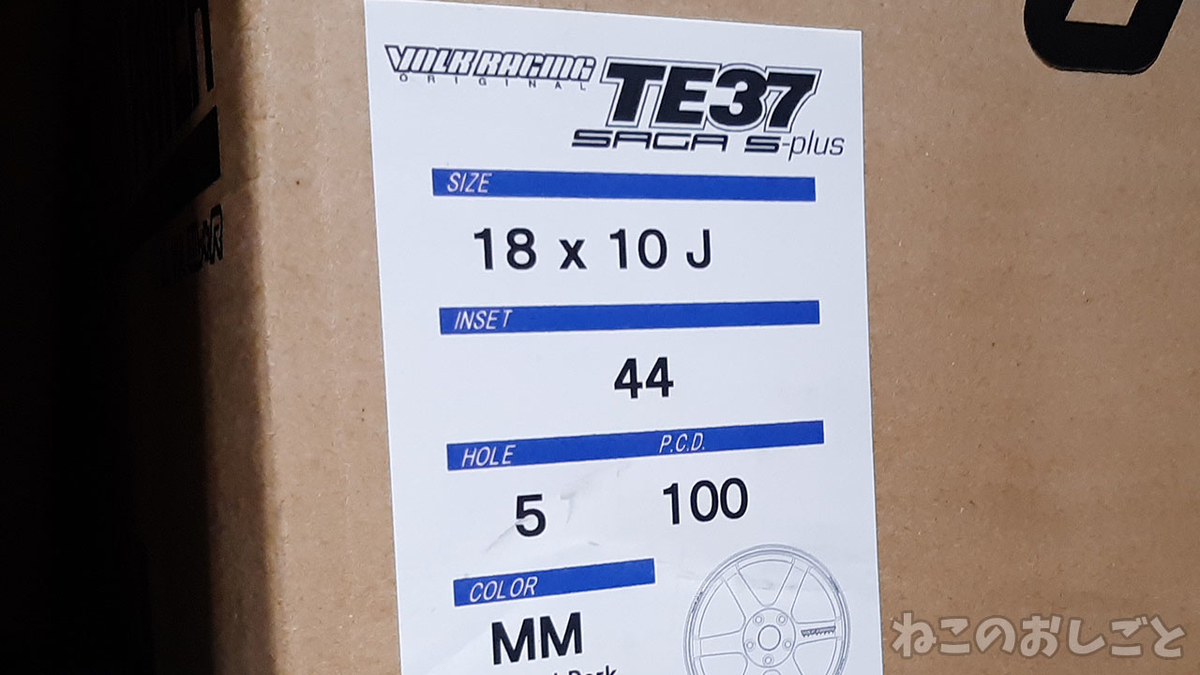 VOLK RACING
ORIGINAL
TE37
SAGA S-plus
SIZE
18 x 10 J
INSET
44
HOLE P.C.D.
5 100
COLOR
MM
ねこのおしごと